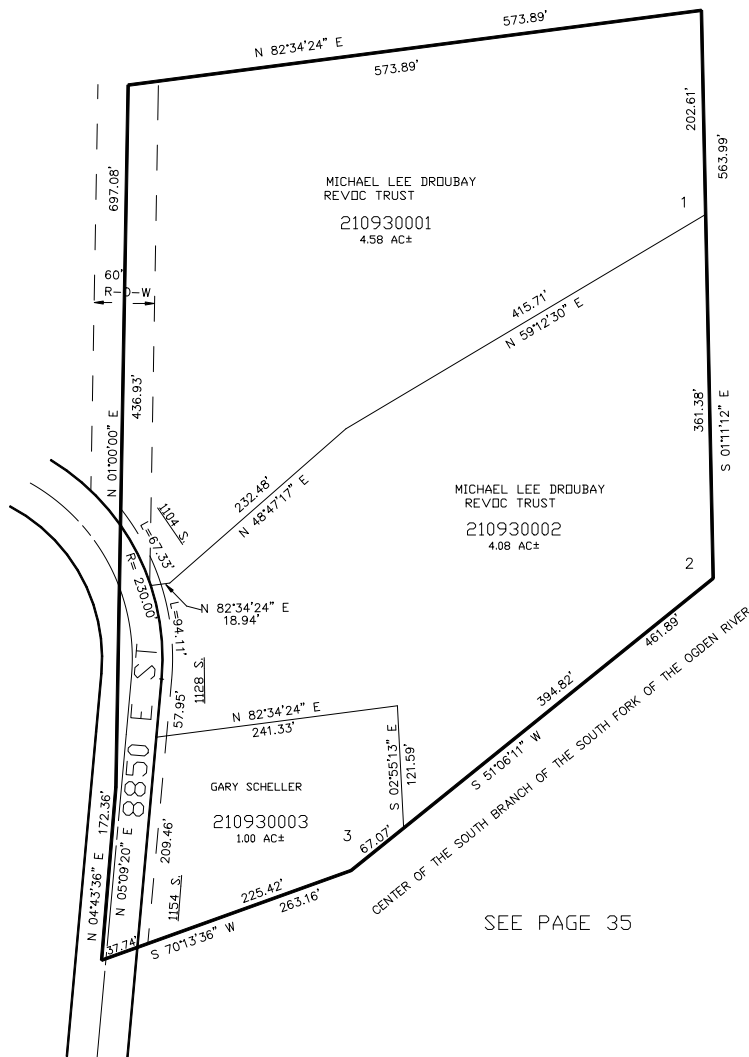 573.89'
N 82°34'24" E
573.89'
202.61'
563.99'
697.08'
MICHAEL LEE DROUBAY
REVOC TRUST
210930001
4.58 AC±
1
60'
R-O-W
415.71'
N 59°12'30" E
436.93'
361.38'
S 01°11'12" E
N 01°00'00" E
232.48'
N 48°47'17" E
1104 S.
MICHAEL LEE DROUBAY
REVOC TRUST
210930002
4.08 AC±
2
L=67.33'
R= 230.00'
N 82°34'24" E
18.94'
L=94.11'
461.89'
1128 S.
57.95'
394.82'
N 82°34'24" E
241.33'
S 02°55'13" E
121.59'
S 51°06'11" W
CENTER OF THE SOUTH BRANCH OF THE SOUTH FORK OF THE OGDEN RIVER
8850 E ST
GARY SCHELLER
210930003
1.00 AC±
3
67.07'
172.36'
N 04°43'36" E
N 05°09'20" E
209.46'
1154 S.
225.42'
263.16'
37.74'
S 70°13'36" W
SEE PAGE 35